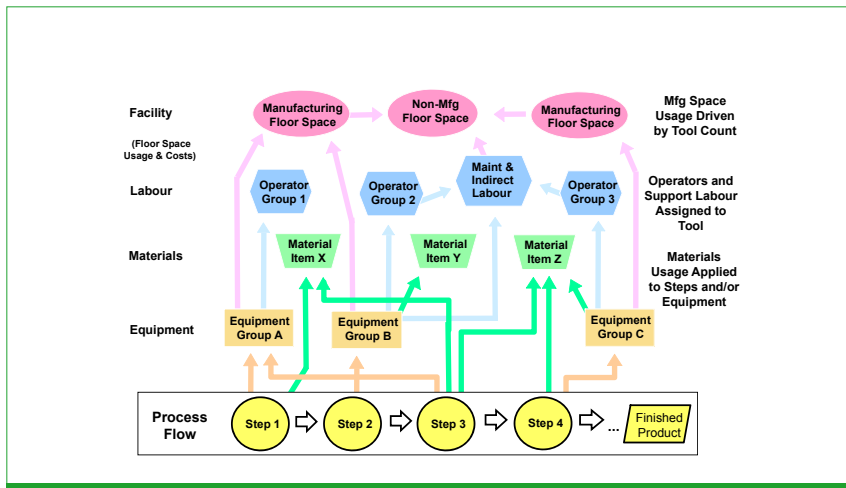 Facility
Manufacturing
Floor Space
Non-Mfg
Floor Space
Manufacturing
Floor Space
Mfg Space
Usage Driven
by Tool Count
(Floor Space
Usage & Costs)
Labour
Operator
Group 1
Operator
Group 2
Maint &
Indirect
Labour
Operator
Group 3
Operators and
Support Labour
Assigned to
Tool
Materials
Material
Item X
Material
Item Y
Material
Item Z
Materials
Usage Applied
to Steps and/or
Equipment
Equipment
Equipment
Group A
Equipment
Group B
Equipment
Group C
Process
Flow
Step 1
Step 2
Step 3
Step 4
...
Finished
Product